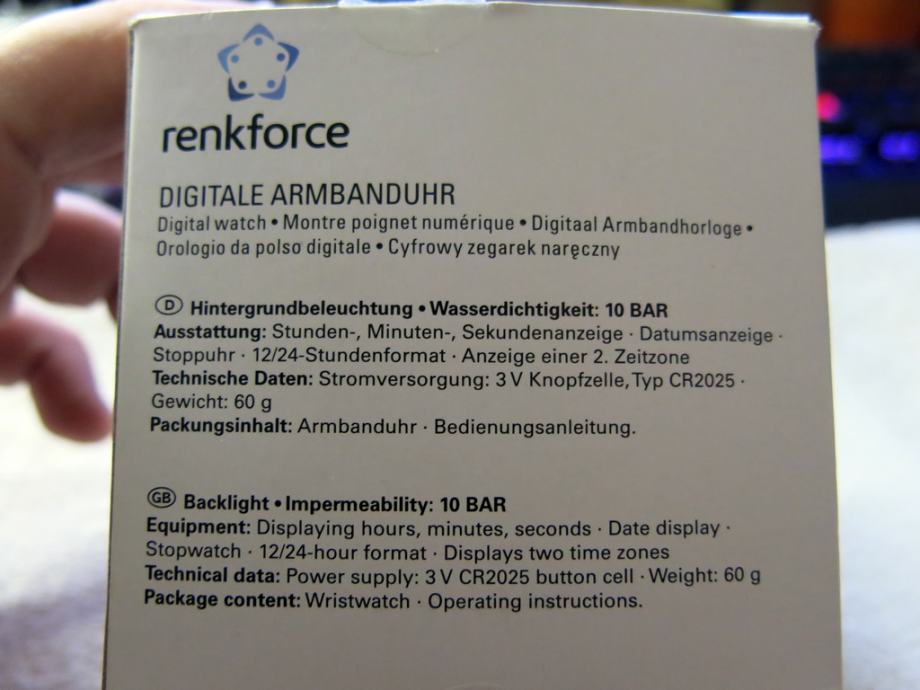 renkforce
DIGITALE ARMBANDUHR
Digital watch • Montre poignet numérique • Digitaal Armbandhorloge •
Orologio da polso digitale • Cyfrowy zegarek naręczny
D Hintergrundbeleuchtung • Wasserdichtigkeit: 10 BAR
Ausstattung: Stunden-, Minuten-, Sekundenanzeige · Datumsanzeige ·
Stoppuhr · 12/24-Stundenformat · Anzeige einer 2. Zeitzone
Technische Daten: Stromversorgung: 3 V Knopfzelle, Typ CR2025 ·
Gewicht: 60 g
Packungsinhalt: Armbanduhr · Bedienungsanleitung.
GB Backlight • Impermeability: 10 BAR
Equipment: Displaying hours, minutes, seconds · Date display ·
Stopwatch · 12/24-hour format · Displays two time zones
Technical data: Power supply: 3 V CR2025 button cell · Weight: 60 g
Package content: Wristwatch · Operating instructions.